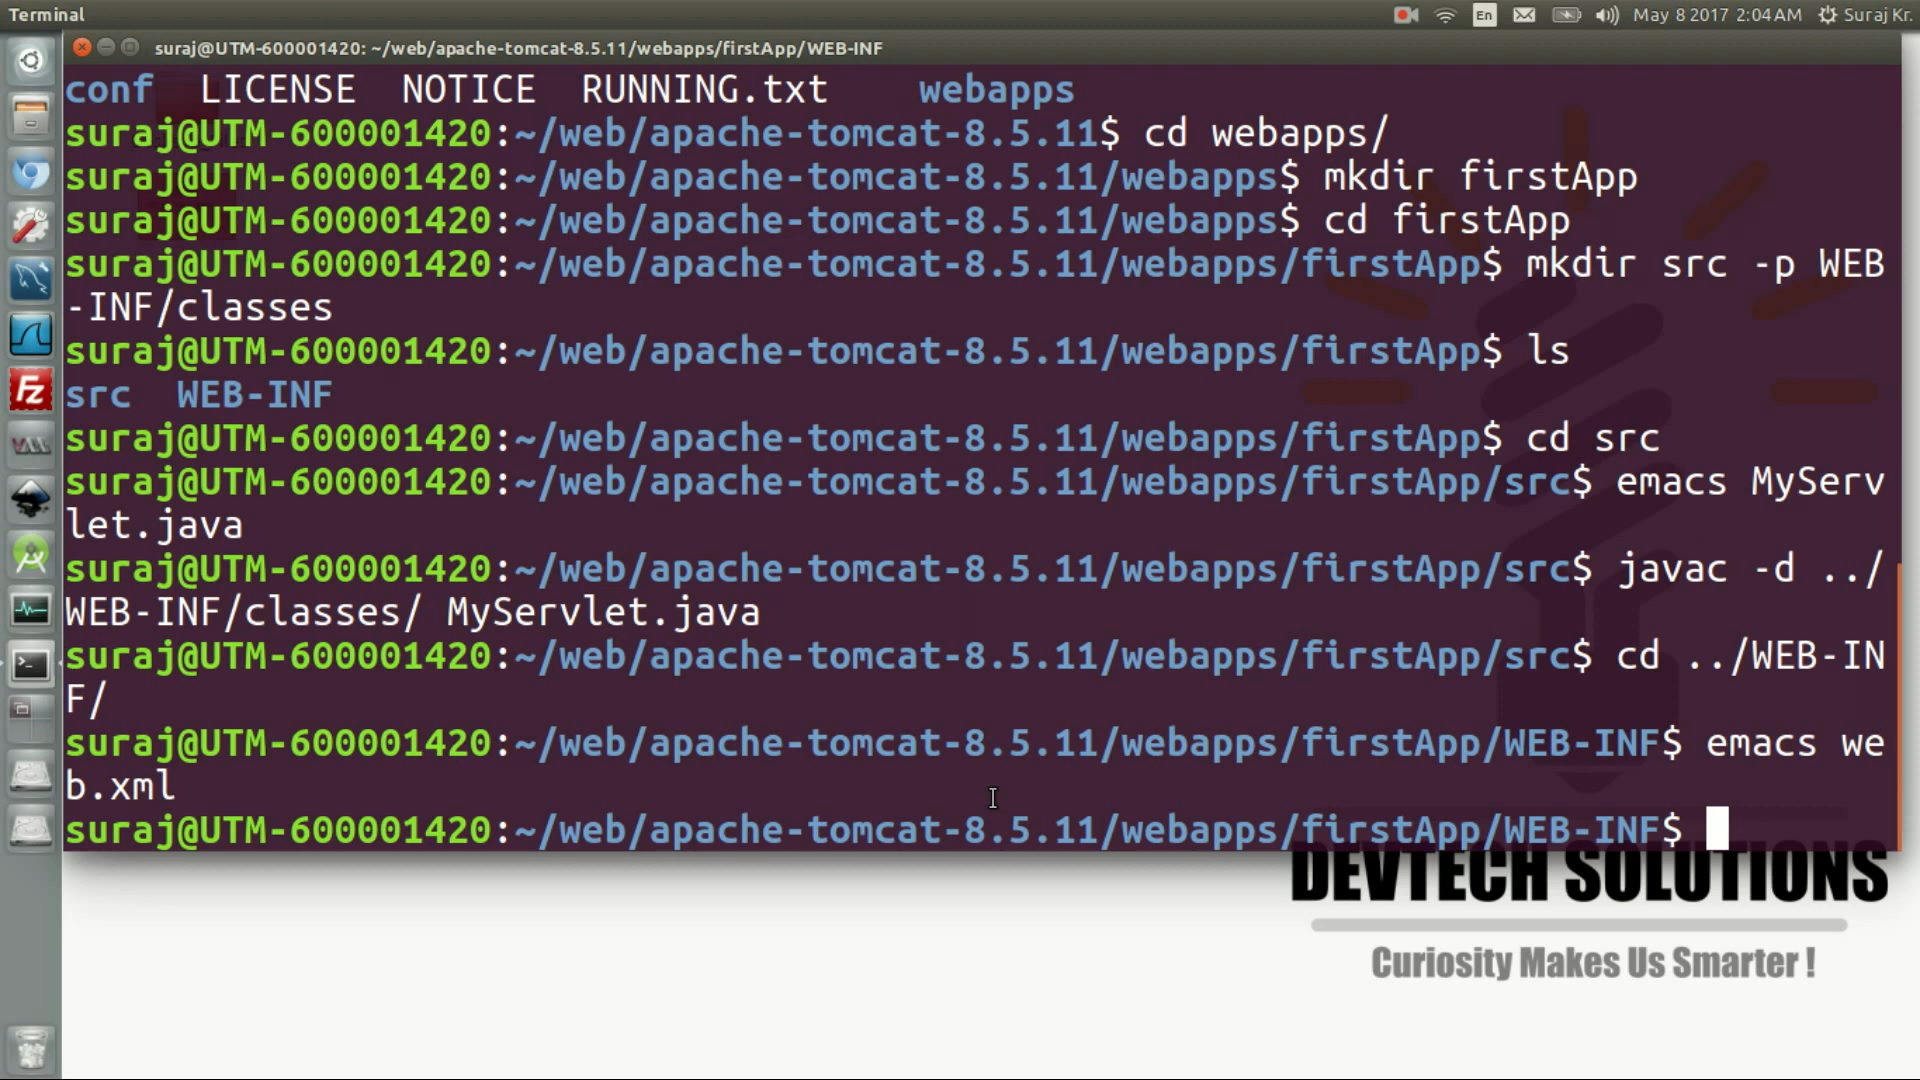 Terminal
En
May 8 2017 2:04 AM
Suraj Kr.
suraj@UTM-600001420: ~/web/apache-tomcat-8.5.11/webapps/firstApp/WEB-INF
conf LICENSE NOTICE RUNNING.txt webapps
suraj@UTM-600001420:~/web/apache-tomcat-8.5.11$ cd webapps/
suraj@UTM-600001420:~/web/apache-tomcat-8.5.11/webapps$ mkdir firstApp
suraj@UTM-600001420:~/web/apache-tomcat-8.5.11/webapps$ cd firstApp
suraj@UTM-600001420:~/web/apache-tomcat-8.5.11/webapps/firstApp$ mkdir src -p WEB
-INF/classes
suraj@UTM-600001420:~/web/apache-tomcat-8.5.11/webapps/firstApp$ ls
src WEB-INF
suraj@UTM-600001420:~/web/apache-tomcat-8.5.11/webapps/firstApp$ cd src
suraj@UTM-600001420:~/web/apache-tomcat-8.5.11/webapps/firstApp/src$ emacs MyServ
let.java
suraj@UTM-600001420:~/web/apache-tomcat-8.5.11/webapps/firstApp/src$ javac -d ../
WEB-INF/classes/ MyServlet.java
suraj@UTM-600001420:~/web/apache-tomcat-8.5.11/webapps/firstApp/src$ cd ../WEB-IN
F/
suraj@UTM-600001420:~/web/apache-tomcat-8.5.11/webapps/firstApp/WEB-INF$ emacs we
b.xml
suraj@UTM-600001420:~/web/apache-tomcat-8.5.11/webapps/firstApp/WEB-INF$
DEVTECH SOLUTIONS
Curiosity Makes Us Smarter !
Fz